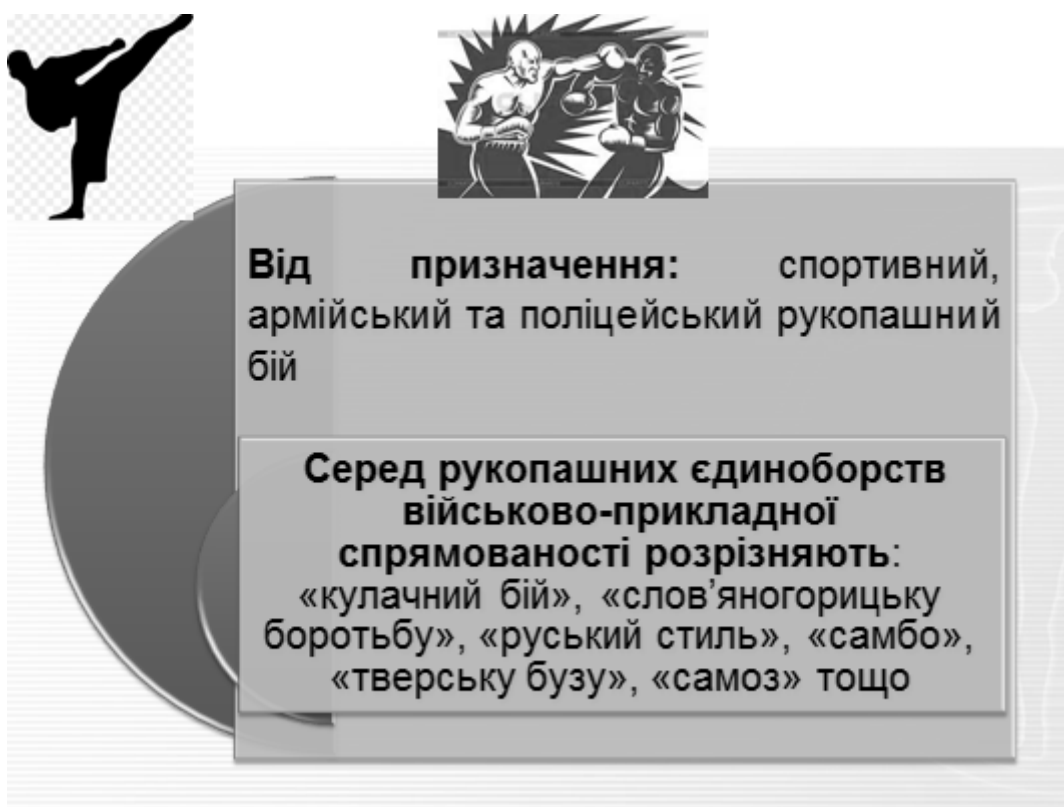 Від призначення: спортивний,
армійський та поліцейський рукопашний
бій
Серед рукопашних єдиноборств
військово-прикладної
спрямованості розрізняють:
«кулачний бій», «слов’яногорицьку
боротьбу», «руський стиль», «самбо»,
«тверську бузу», «самоз» тощо